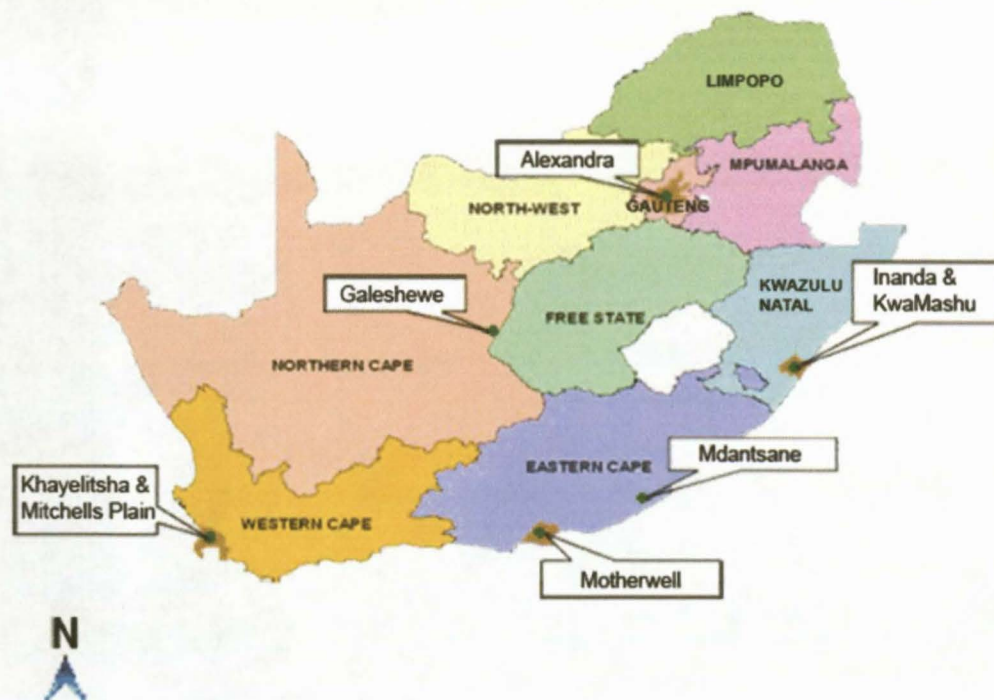 LIMPOPO
Alexandra
MPUMALANGA
NORTH-WEST
GAUTENG
Inanda &
KwaMashu
KWAZULU
NATAL
Galeshewe
FREE STATE
NORTHERN CAPE
Mdantsane
EASTERN CAPE
Khayelitsha &
Mitchells Plain
WESTERN CAPE
Motherwell
N